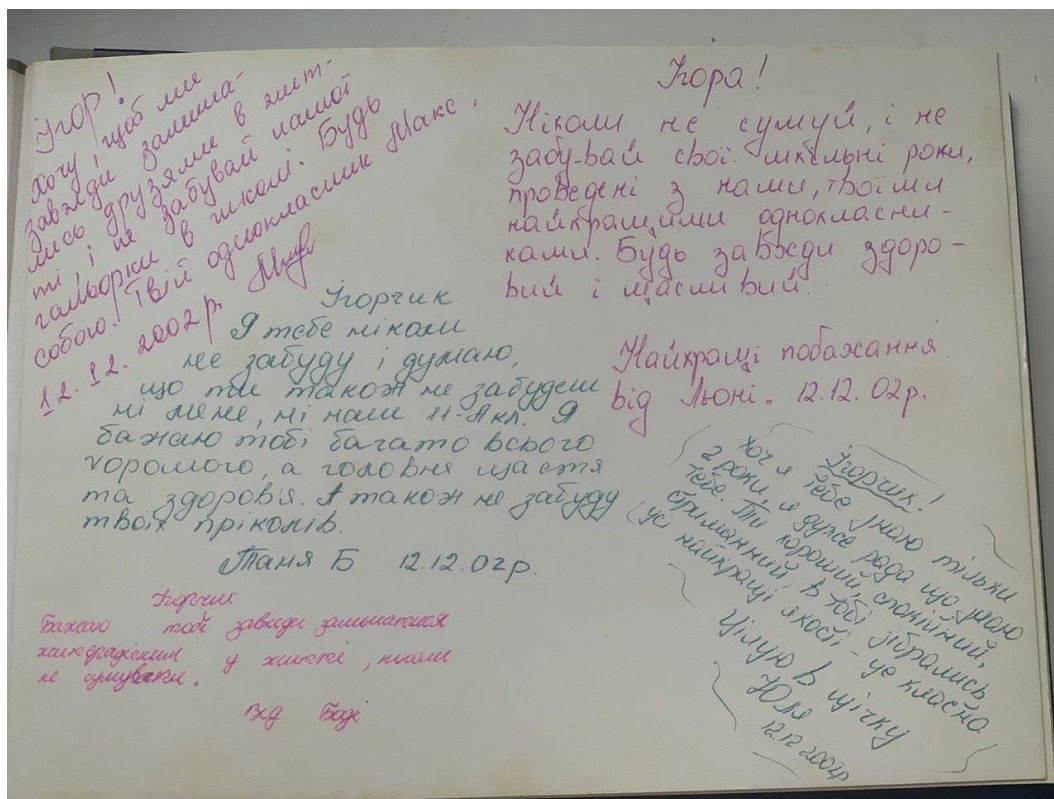 Ігор!
Хочу, щоб ми
завжди залиша-
лись друзями в жит-
ті, і не забувай нашої
гальорки в школі. Будь
собою. Твій однокласник Макс.
12.12.2002 р.
Ігора!
Ніколи не сумуй, і не
забувай свої шкільні роки,
проведені з нами, твоїми
найкращими однокласни-
ками. Будь завжди здоро-
вий і щасливий.
Найкращі побажання
від Льоні. 12.12.02р.
Ігорчик
Я тебе ніколи
не забуду і думаю,
що ти також не забудеш
ні мене, ні наш 11-А кл. Я
бажаю тобі багато всього
хорошого, а головне щастя
та здоров'я. А також не забуду
твоїх пріколів.
Таня Б 12.12.02р.
Ігорчик!
Хоч я тебе знаю тільки
2 роки, я дуже рада що знаю
тебе. Ти хороший, спокійний,
стриманний, в тобі зібрались
усі найкращі якості - це класно
Цілую в щічку
Юля
12.12.2002р
Ігорчик
Бажаю тобі завжди залишатися
у житті, ніколи
не сумувати.
Від